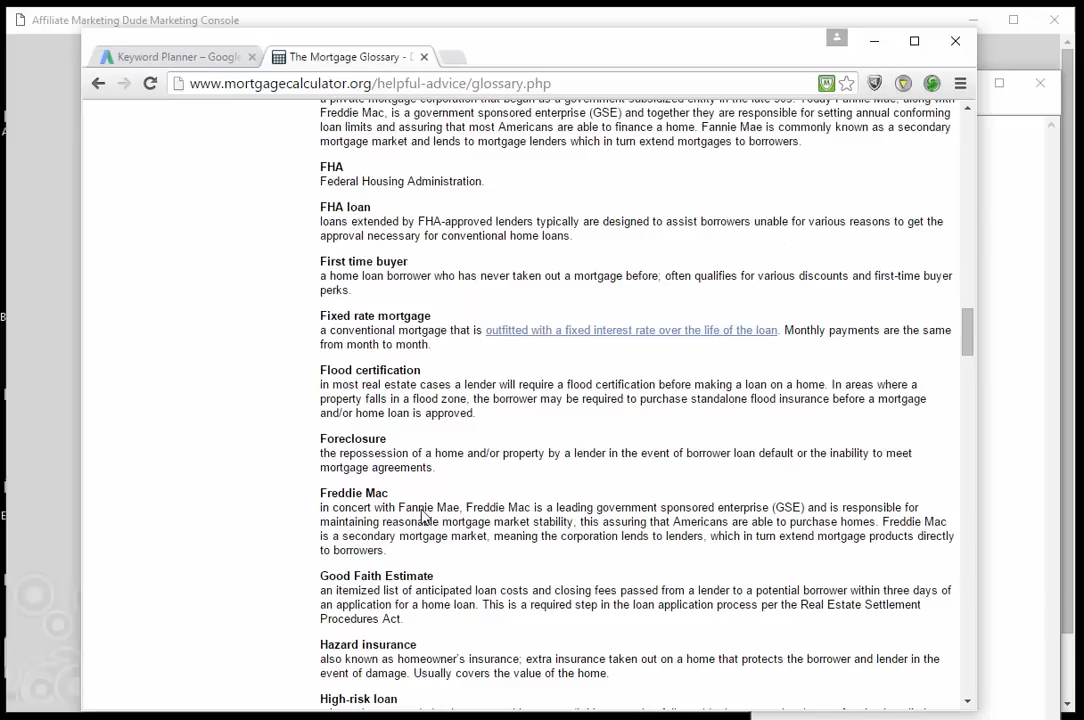 Affiliate Marketing Dude Marketing Console
Keyword Planner – Google
The Mortgage Glossary - D
www.mortgagecalculator.org/helpful-advice/glossary.php
a private mortgage corporation that began as a government subsidized entity in the late 30s. Today Fannie Mae, along with
Freddie Mac, is a government sponsored enterprise (GSE) and together they are responsible for setting annual conforming
loan limits and assuring that most Americans are able to finance a home. Fannie Mae is commonly known as a secondary
mortgage market and lends to mortgage lenders which in turn extend mortgages to borrowers.
FHA
Federal Housing Administration.
FHA loan
loans extended by FHA-approved lenders typically are designed to assist borrowers unable for various reasons to get the
approval necessary for conventional home loans.
First time buyer
a home loan borrower who has never taken out a mortgage before; often qualifies for various discounts and first-time buyer
perks.
Fixed rate mortgage
a conventional mortgage that is outfitted with a fixed interest rate over the life of the loan. Monthly payments are the same
from month to month.
Flood certification
in most real estate cases a lender will require a flood certification before making a loan on a home. In areas where a
property falls in a flood zone, the borrower may be required to purchase standalone flood insurance before a mortgage
and/or home loan is approved.
Foreclosure
the repossession of a home and/or property by a lender in the event of borrower loan default or the inability to meet
mortgage agreements.
Freddie Mac
in concert with Fannie Mae, Freddie Mac is a leading government sponsored enterprise (GSE) and is responsible for
maintaining reasonable mortgage market stability, this assuring that Americans are able to purchase homes. Freddie Mac
is a secondary mortgage market, meaning the corporation lends to lenders, which in turn extend mortgage products directly
to borrowers.
Good Faith Estimate
an itemized list of anticipated loan costs and closing fees passed from a lender to a potential borrower within three days of
an application for a home loan. This is a required step in the loan application process per the Real Estate Settlement
Procedures Act.
Hazard insurance
also known as homeowner's insurance; extra insurance taken out on a home that protects the borrower and lender in the
event of damage. Usually covers the value of the home.
High-risk loan